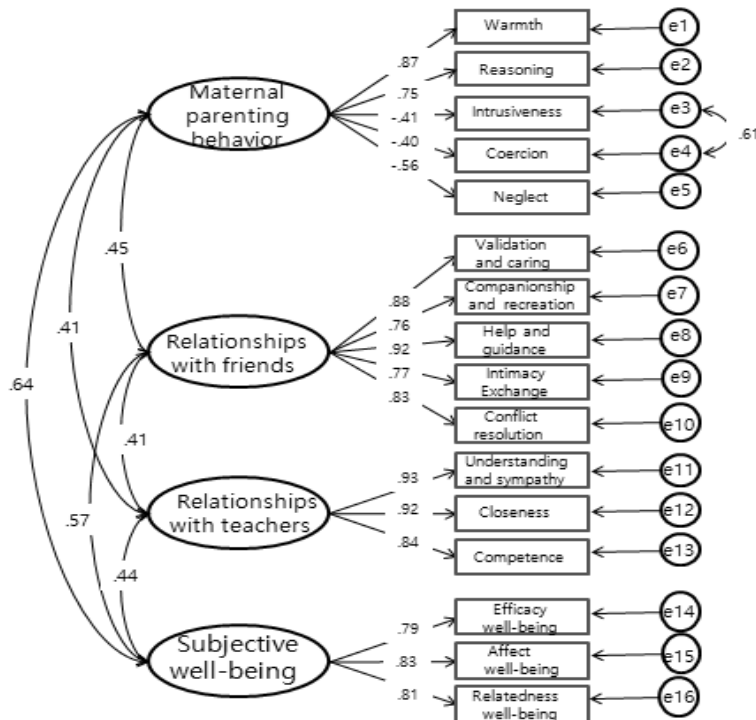 Warmth
e1
.87
Reasoning
e2
.75
Maternal
parenting
behavior
Intrusiveness
e3
-.41
.61
Coercion
e4
-.40
Neglect
e5
-.56
.45
Validation
and caring
e6
.88
Companionship
and recreation
e7
.76
Relationships
with friends
Help and
guidance
e8
.92
Intimacy
Exchange
e9
.77
Conflict
resolution
e10
.83
.41
.64
.41
Understanding
and sympathy
e11
.93
Relationships
with teachers
Closeness
e12
.92
Competence
e13
.84
.57
.44
Efficacy
well-being
e14
.79
Subjective
well-being
Affect
well-being
e15
.83
Relatedness
well-being
e16
.81